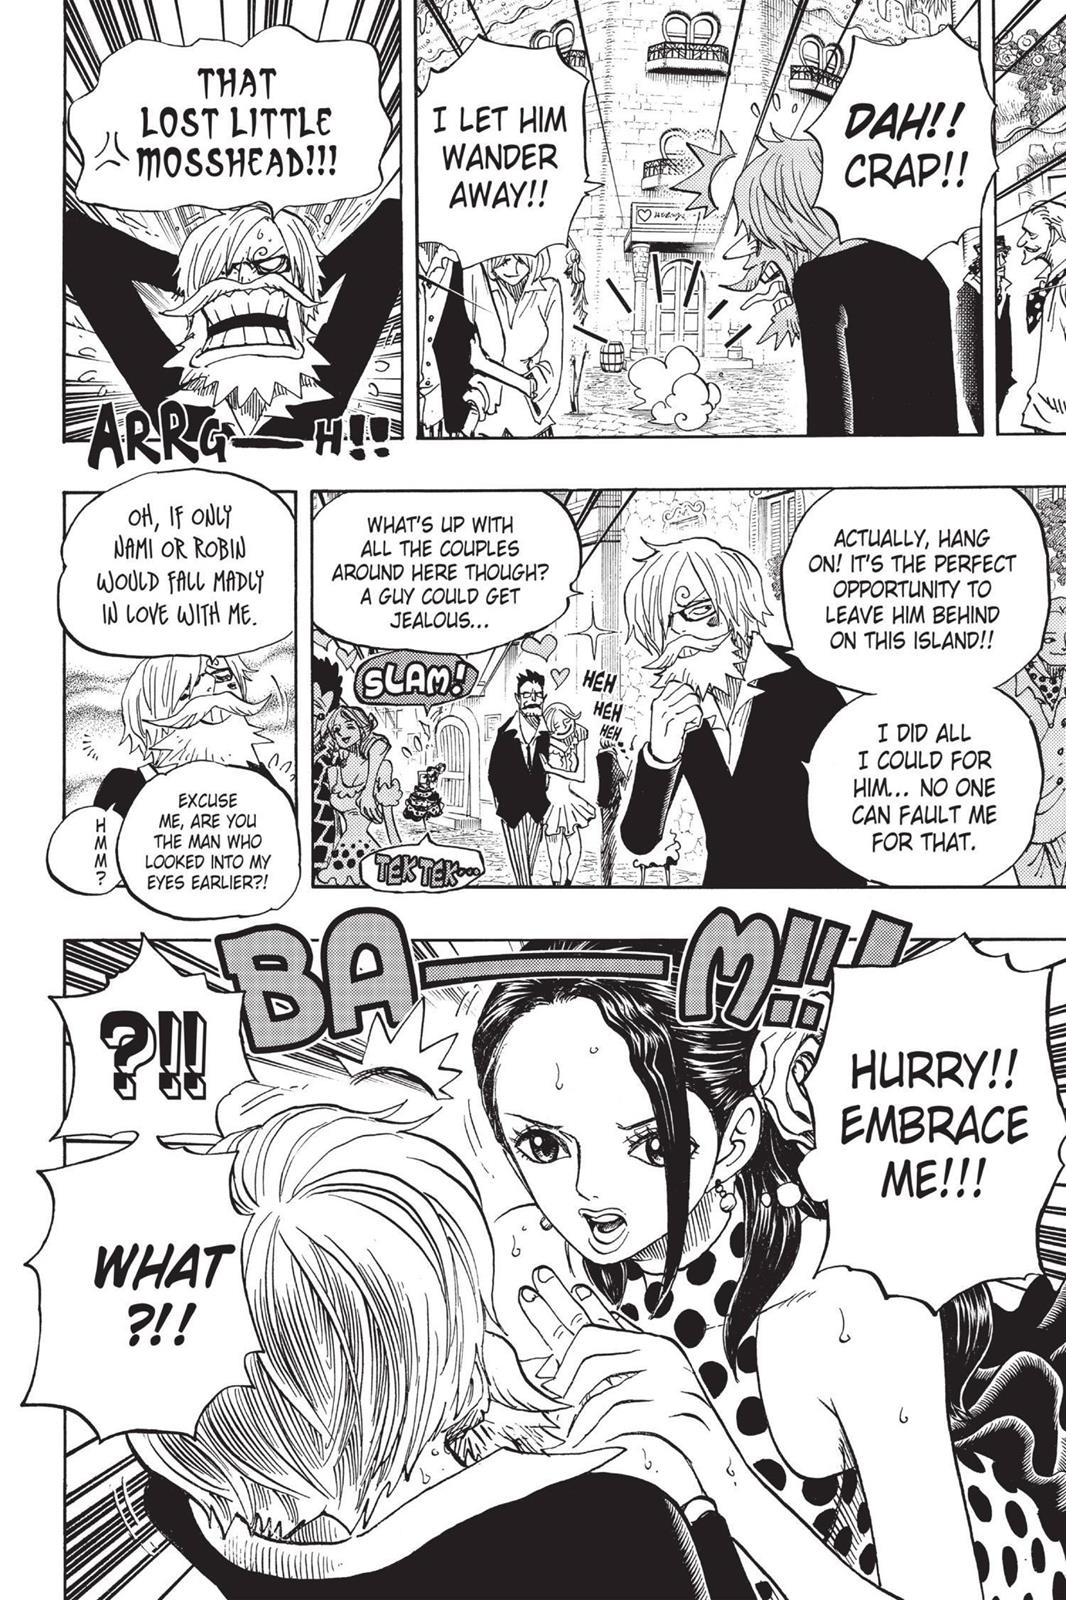 DAH!!
CRAP!!
I LET HIM
WANDER
AWAY!!
THAT
LOST LITTLE
MOSSHEAD!!!
ARRG—H!!
ACTUALLY, HANG
ON! IT'S THE PERFECT
OPPORTUNITY TO
LEAVE HIM BEHIND
ON THIS ISLAND!!
I DID ALL
I COULD FOR
HIM... NO ONE
CAN FAULT ME
FOR THAT.
HEH
HEH
HEH
WHAT'S UP WITH
ALL THE COUPLES
AROUND HERE THOUGH?
A GUY COULD GET
JEALOUS...
SLAM!
TEK TEK...
OH, IF ONLY
NAMI OR ROBIN
WOULD FALL MADLY
IN LOVE WITH ME.
EXCUSE
ME, ARE YOU
THE MAN WHO
LOOKED INTO MY
EYES EARLIER?!
HMM?
BA—M!!!
HURRY!!
EMBRACE
ME!!!
?!!
WHAT
?!!